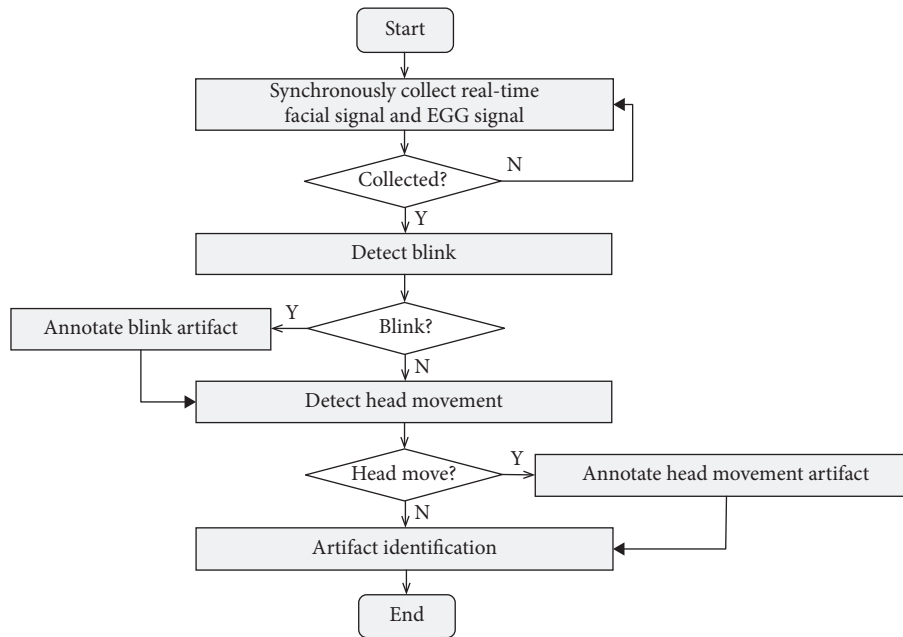 Start
Synchronously collect real-time
facial signal and EGG signal
N
Collected?
Y
Detect blink
Y
Annotate blink artifact
Blink?
N
Detect head movement
Head move?
Y
Annotate head movement artifact
N
Artifact identification
End